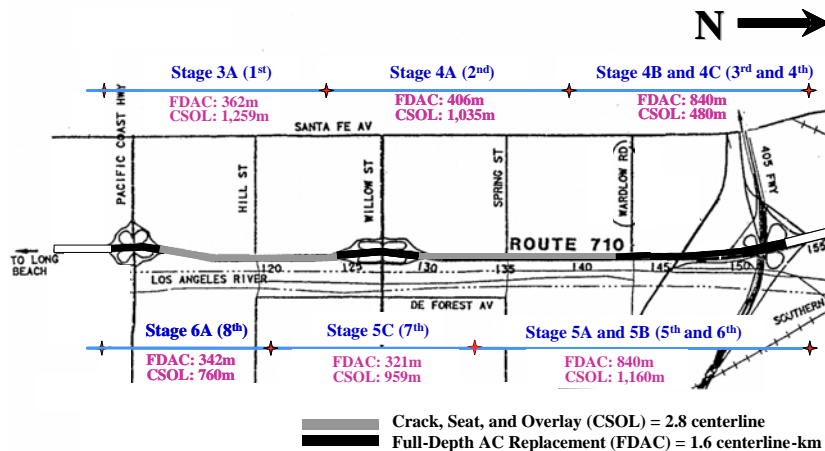 N
Stage 3A (1st)
Stage 4A (2nd)
Stage 4B and 4C (3rd and 4th)
FDAC: 362m
CSOL: 1,259m
FDAC: 406m
CSOL: 1,035m
FDAC: 840m
CSOL: 480m
SANTA FE AV
PACIFIC COAST HWY
HILL ST
WILLOW ST
SPRING ST
WARDLOW RD
405 FWY
ROUTE 710
TO LONG
BEACH
120
125
130
135
140
145
150
155
LOS ANGELES RIVER
DE FOREST AV
SOUTHERN
Stage 6A (8th)
Stage 5C (7th)
Stage 5A and 5B (5th and 6th)
FDAC: 342m
CSOL: 760m
FDAC: 321m
CSOL: 959m
FDAC: 840m
CSOL: 1,160m
Crack, Seat, and Overlay (CSOL) = 2.8 centerline
Full-Depth AC Replacement (FDAC) = 1.6 centerline-km